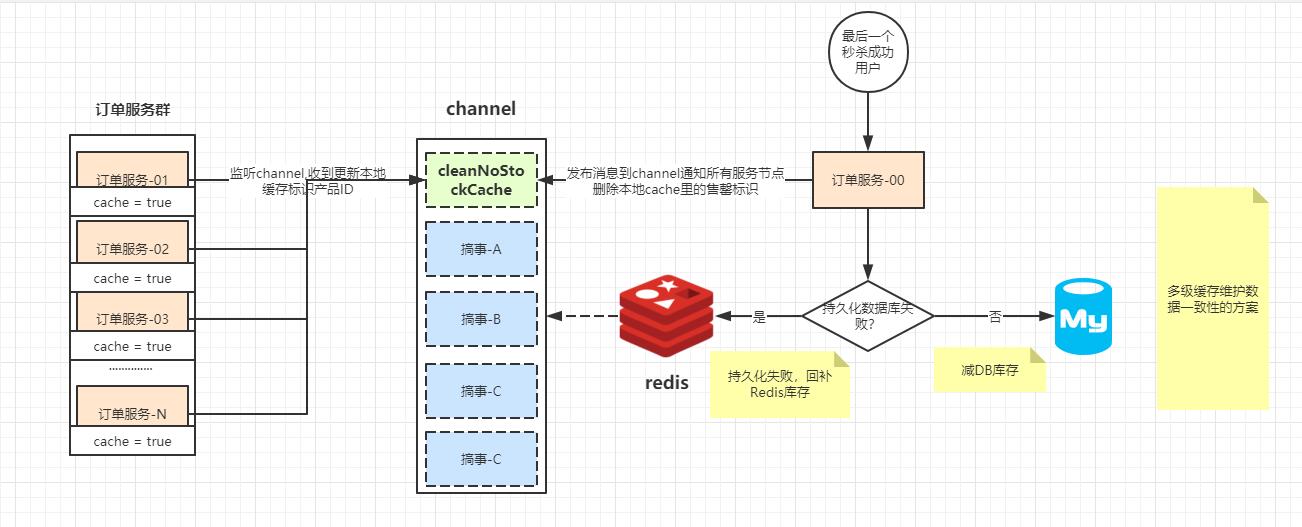 最后一个
秒杀成功
用户
订单服务群
channel
订单服务-01
cache = true
订单服务-02
cache = true
订单服务-03
cache = true
··············
订单服务-N
cache = true
监听channel,收到更新本地
缓存标识产品ID
cleanNoSto
ckCache
搞事-A
搞事-B
搞事-C
搞事-C
发布消息到channel通知所有服务节点
删除本地cache里的售罄标识
订单服务-00
持久化数据库失
败?
是
否
redis
持久化失败，回补
Redis库存
减DB库存
My
多级缓存维护数
据一致性的方案